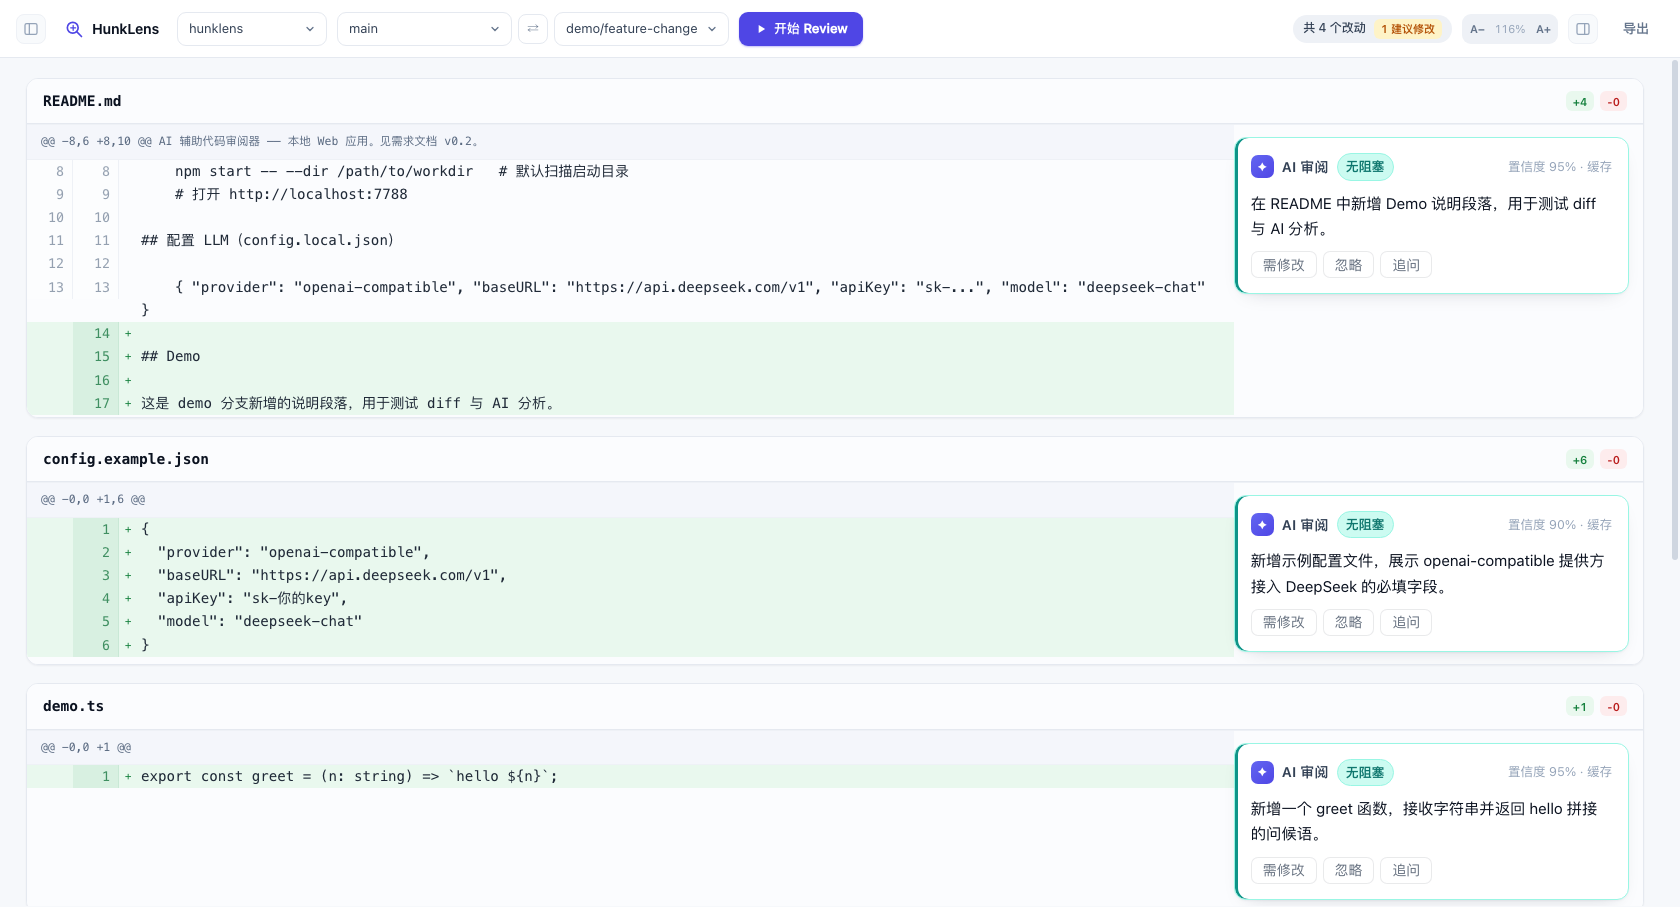 HunkLens
hunklens
main
demo/feature-change
开始 Review
共 4 个改动
1 建议修改
A− 116% A+
导出
README.md
+4 -0
@@ −8,6 +8,10 @@ AI 辅助代码审阅器 —— 本地 Web 应用。见需求文档 v0.2。
8 8 npm start -- --dir /path/to/workdir # 默认扫描启动目录
9 9 # 打开 http://localhost:7788
10 10
11 11 ## 配置 LLM（config.local.json）
12 12
13 13 { "provider": "openai-compatible", "baseURL": "https://api.deepseek.com/v1", "apiKey": "sk-...", "model": "deepseek-chat"
}
14 +
15 + ## Demo
16 +
17 + 这是 demo 分支新增的说明段落，用于测试 diff 与 AI 分析。
AI 审阅 无阻塞 置信度 95% · 缓存
在 README 中新增 Demo 说明段落，用于测试 diff
与 AI 分析。
需修改 忽略 追问
config.example.json
+6 -0
@@ −0,0 +1,6 @@
1 + {
2 + "provider": "openai-compatible",
3 + "baseURL": "https://api.deepseek.com/v1",
4 + "apiKey": "sk-你的key",
5 + "model": "deepseek-chat"
6 + }
AI 审阅 无阻塞 置信度 90% · 缓存
新增示例配置文件，展示 openai-compatible 提供方
接入 DeepSeek 的必填字段。
需修改 忽略 追问
demo.ts
+1 -0
@@ −0,0 +1 @@
1 + export const greet = (n: string) => `hello ${n}`;
AI 审阅 无阻塞 置信度 95% · 缓存
新增一个 greet 函数，接收字符串并返回 hello 拼接
的问候语。
需修改 忽略 追问